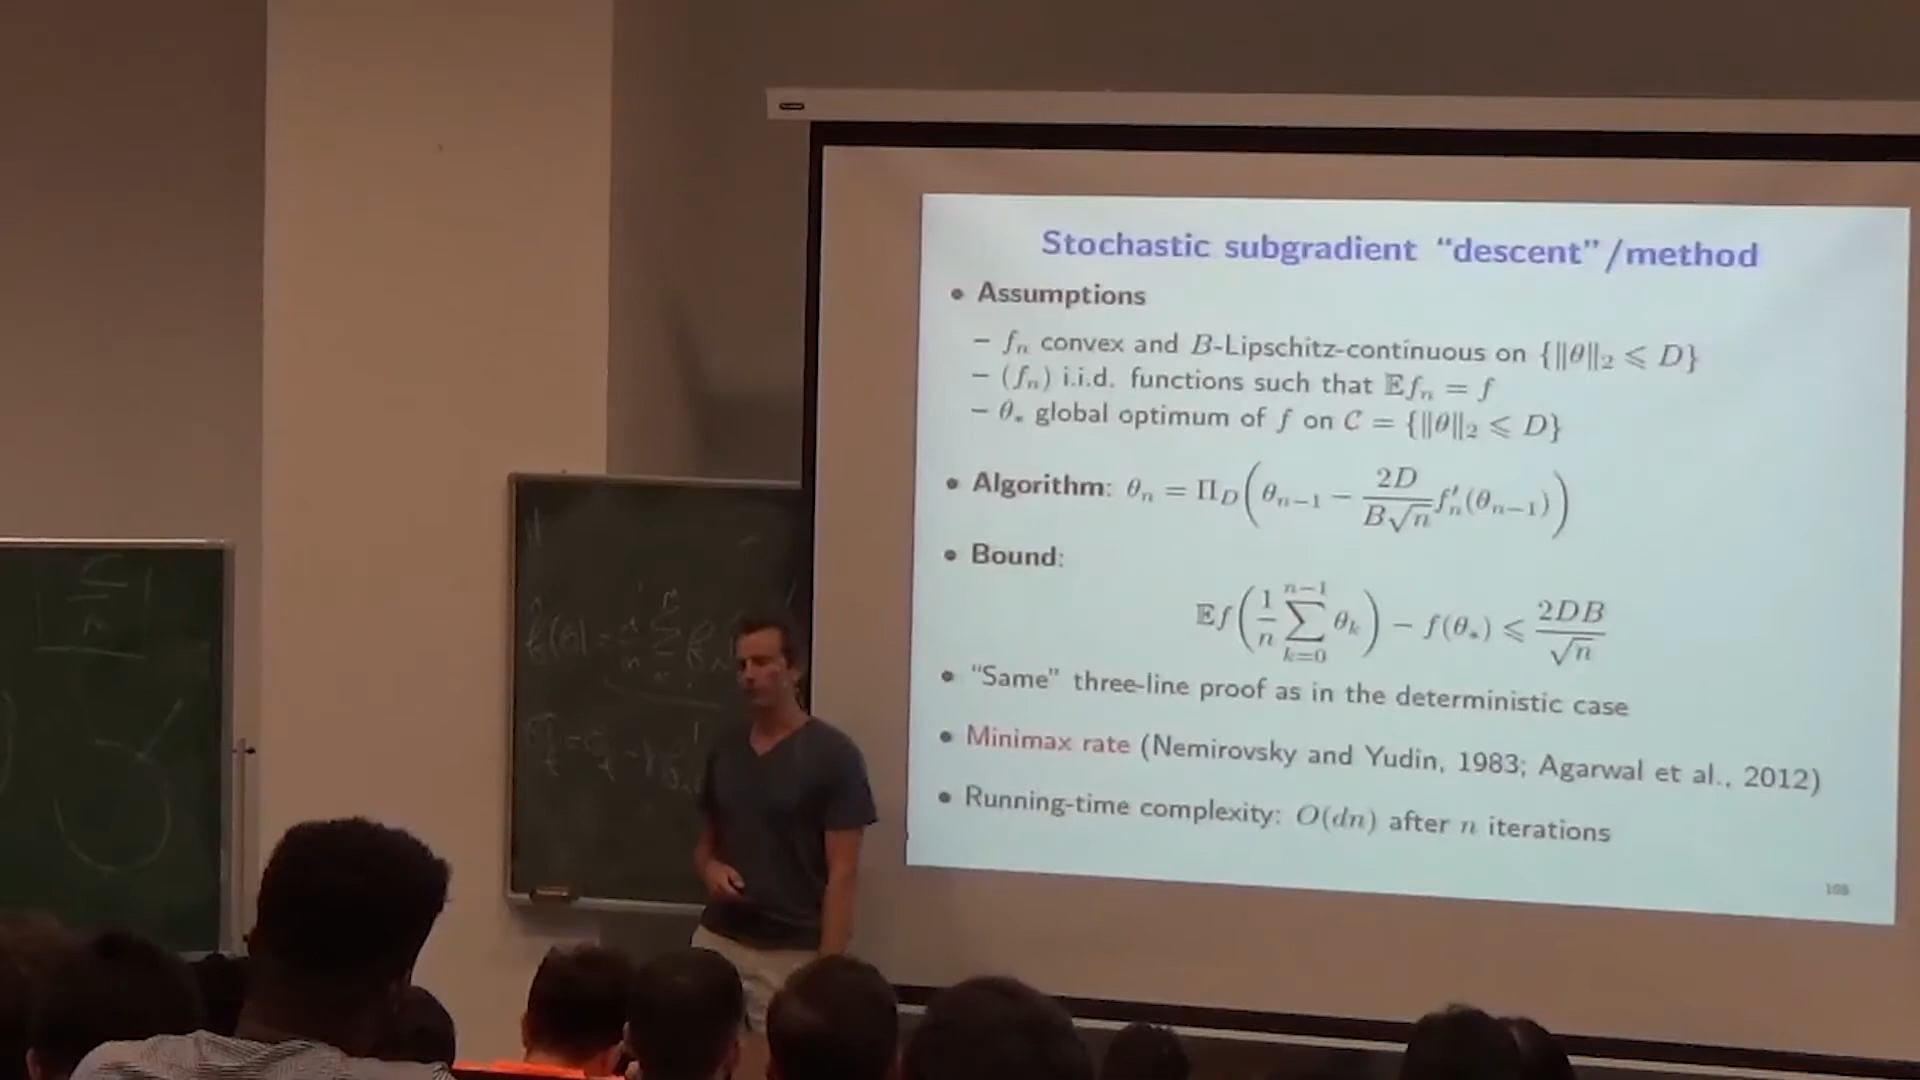 Stochastic subgradient “descent”/method
• Assumptions
– fₙ convex and B-Lipschitz-continuous on {‖θ‖₂ ⩽ D}
– (fₙ) i.i.d. functions such that 𝔼fₙ = f
– θ* global optimum of f on C = {‖θ‖₂ ⩽ D}
• Algorithm: θₙ = Π_D(θₙ₋₁ − 2D/(B√n) f′ₙ(θₙ₋₁))
• Bound:
𝔼f(1/n ∑_{k=0}^{n−1} θ_k) − f(θ*) ⩽ 2DB/√n
• “Same” three-line proof as in the deterministic case
• Minimax rate (Nemirovsky and Yudin, 1983; Agarwal et al., 2012)
• Running-time complexity: O(dn) after n iterations